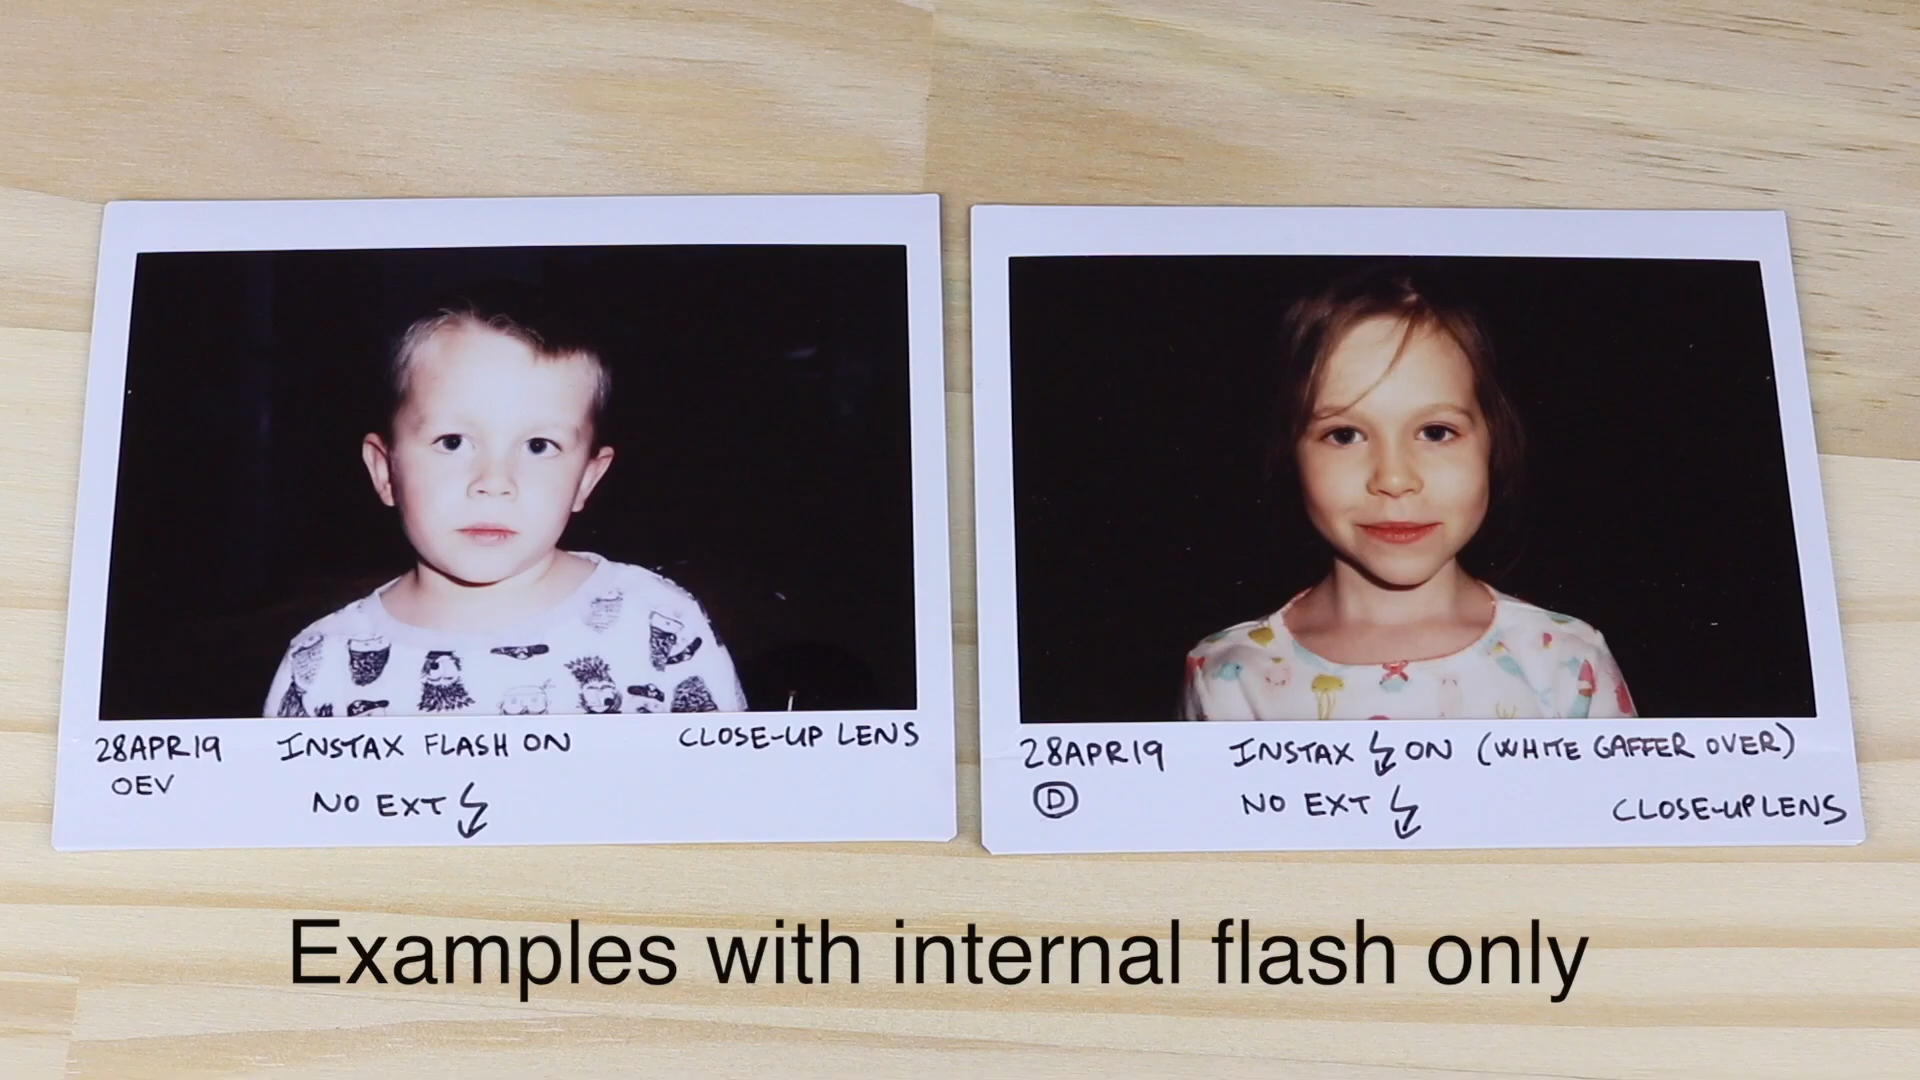 28APR19 INSTAX FLASH ON CLOSE-UP LENS
OEV
NO EXT
28APR19 INSTAX ON (WHITE GAFFER OVER)
D NO EXT CLOSE-UP LENS
Examples with internal flash only